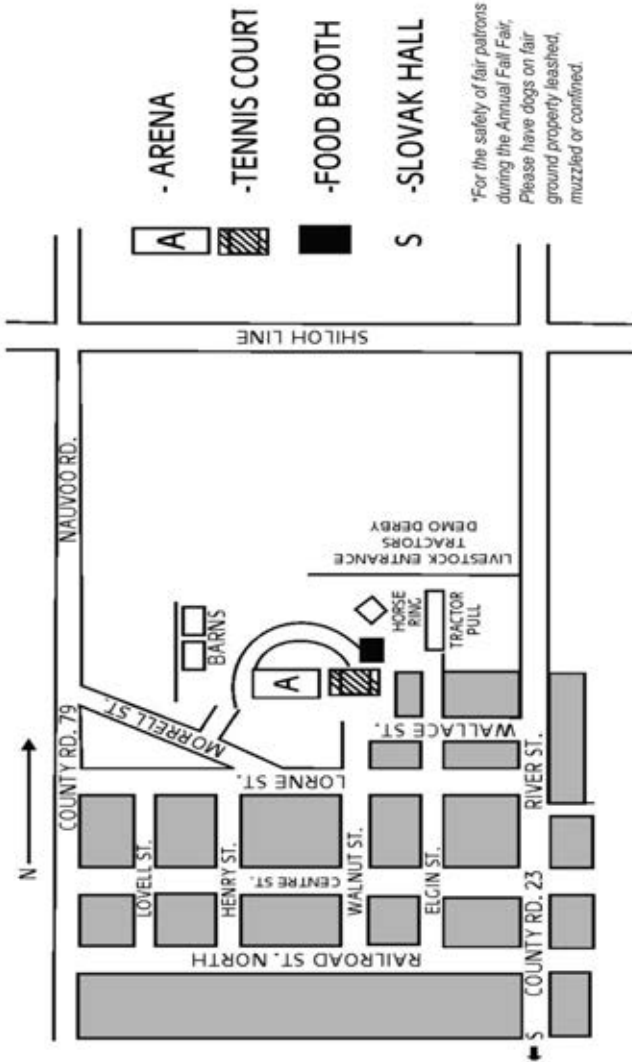 N
COUNTY RD. 79
NAUVOO RD.
LOVELL ST.
HENRY ST.
WALNUT ST.
ELGIN ST.
COUNTY RD. 23
RIVER ST.
S
RAILROAD ST. NORTH
CENTRE ST.
LORNE ST.
MORRELL ST.
WALLACE ST.
SHILOH LINE
BARNS
A
HORSE
RING
TRACTOR
PULL
LIVESTOCK ENTRANCE
TRACTORS
DEMO DERBY
A - ARENA
-TENNIS COURT
-FOOD BOOTH
S -SLOVAK HALL
*For the safety of fair patrons
during the Annual Fall Fair,
Please have dogs on fair
ground property leashed,
muzzled or confined.